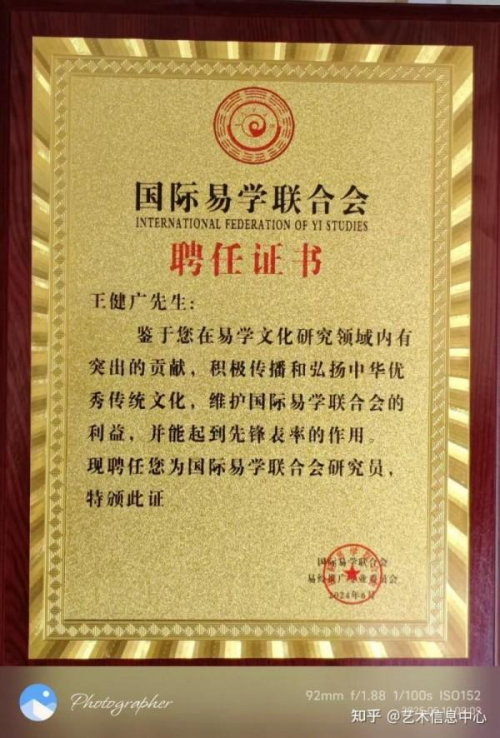 国际易学联合会
INTERNATIONAL FEDERATION OF YI STUDIES
聘任证书
王健广先生:
鉴于您在易学文化研究领域内有
突出的贡献，积极传播和弘扬中华优
秀传统文化，维护国际易学联合会的
利益，并能起到先锋表率的作用。
现聘任您为国际易学联合会研究员，
特颁此证
国际易学联合会
2024年6月
Photographer
92mm f/1.88 1/100s ISO152
知乎 @艺术信息中心